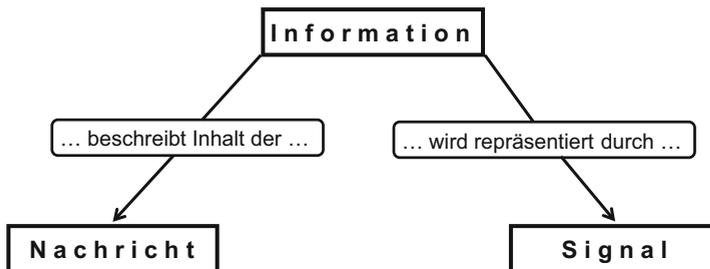 Information
… beschreibt Inhalt der …
… wird repräsentiert durch …
Nachricht
Signal